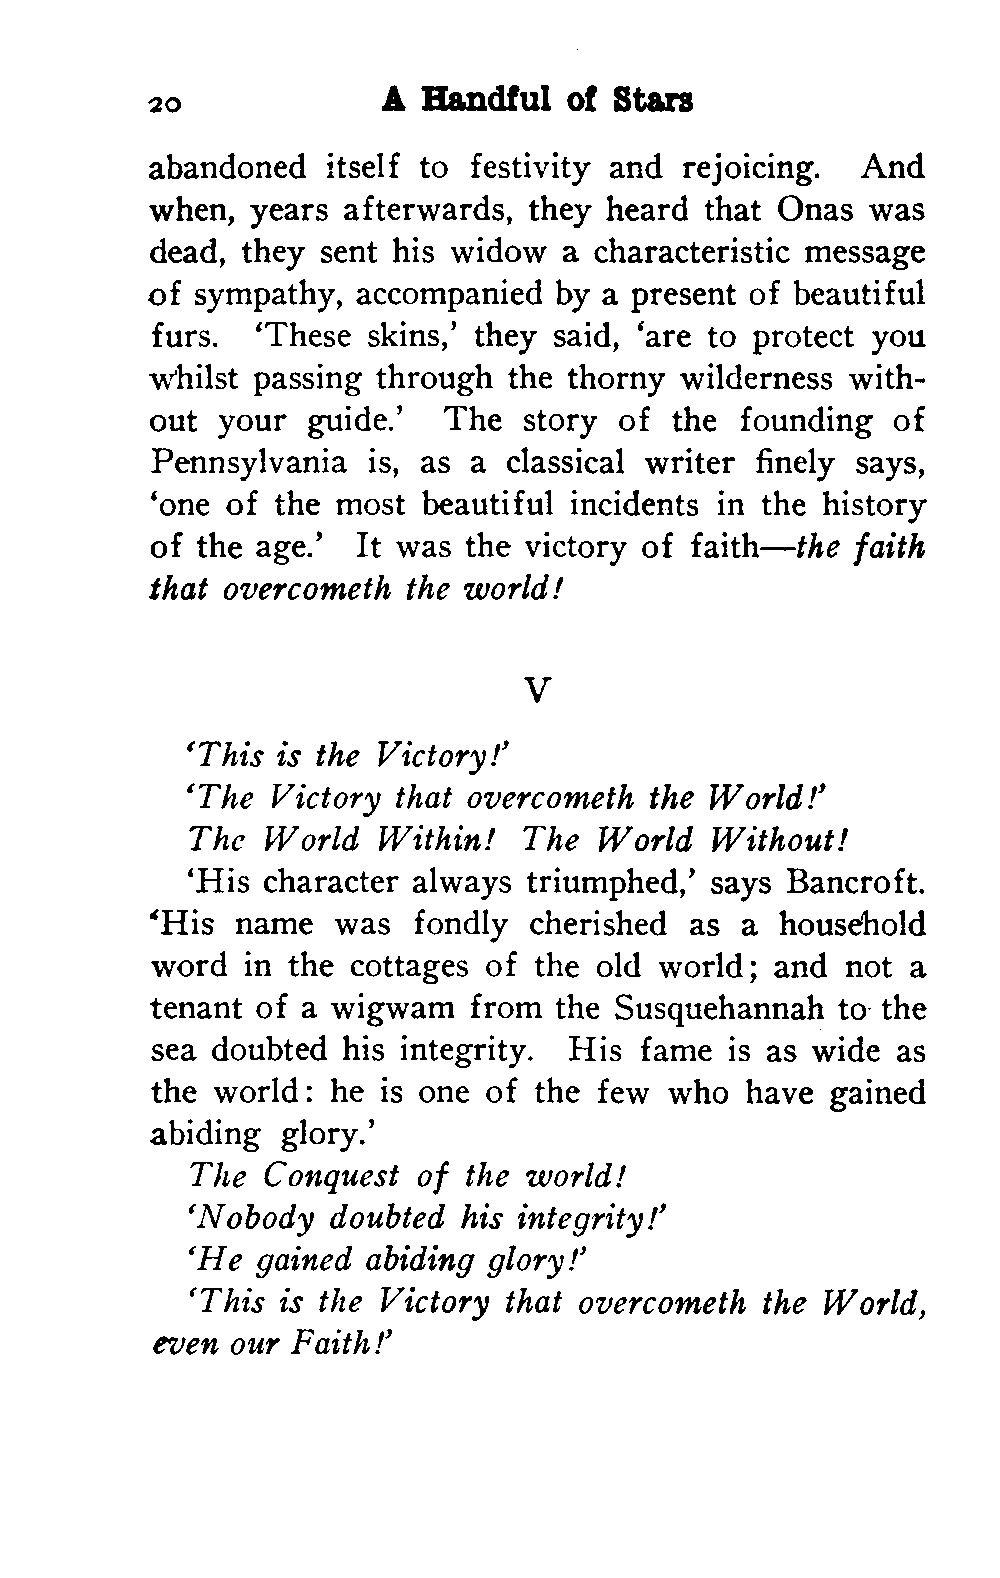 20 A Handful of Stars
abandoned itself to festivity and rejoicing. And
when, years afterwards, they heard that Onas was
dead, they sent his widow a characteristic message
of sympathy, accompanied by a present of beautiful
furs. ‘These skins,’ they said, ‘are to protect you
whilst passing through the thorny wilderness with-
out your guide.’ The story of the founding of
Pennsylvania is, as a classical writer finely says,
‘one of the most beautiful incidents in the history
of the age.’ It was the victory of faith—the faith
that overcometh the world!
V
‘This is the Victory!’
‘The Victory that overcometh the World!’
The World Within! The World Without!
‘His character always triumphed,’ says Bancroft.
‘His name was fondly cherished as a household
word in the cottages of the old world; and not a
tenant of a wigwam from the Susquehannah to the
sea doubted his integrity. His fame is as wide as
the world: he is one of the few who have gained
abiding glory.’
The Conquest of the world!
‘Nobody doubted his integrity!’
‘He gained abiding glory!’
‘This is the Victory that overcometh the World,
even our Faith!’